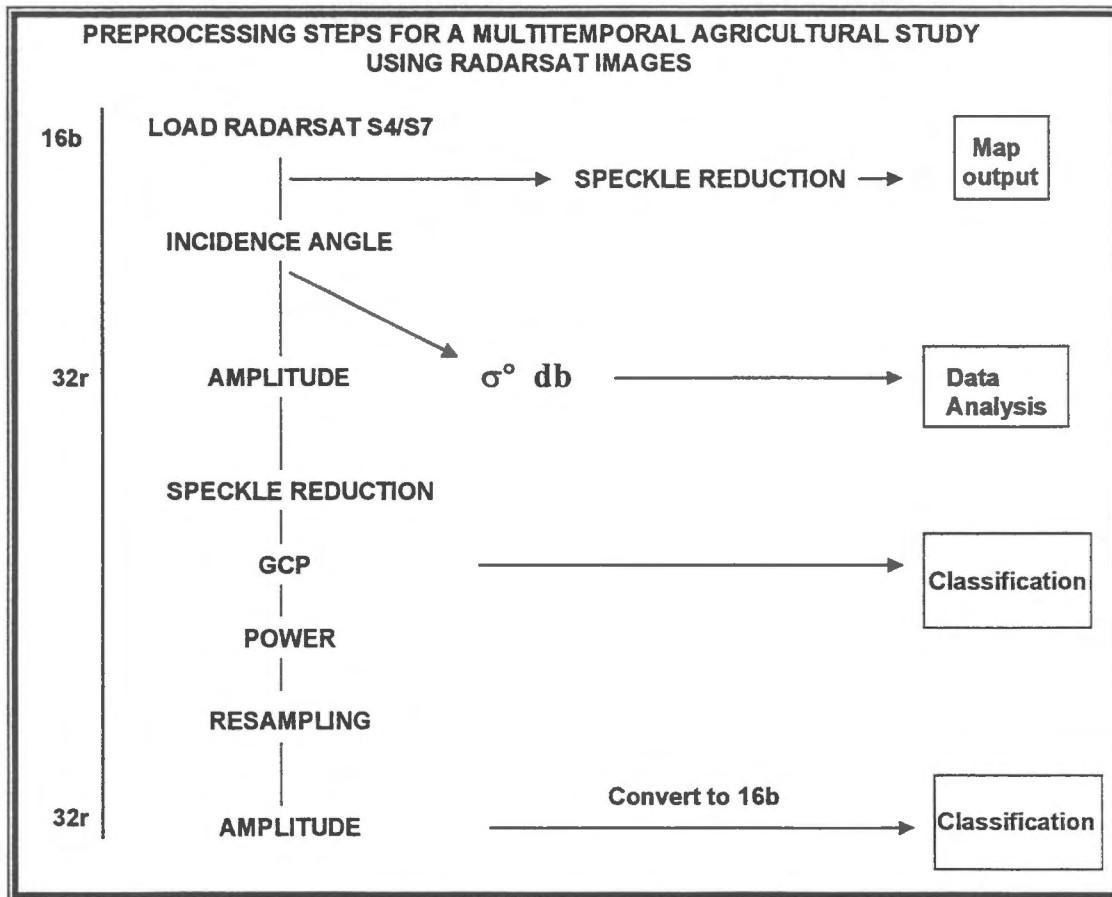 PREPROCESSING STEPS FOR A MULTITEMPORAL AGRICULTURAL STUDY
USING RADARSAT IMAGES
16b
LOAD RADARSAT S4/S7
SPECKLE REDUCTION
Map
output
INCIDENCE ANGLE
32r
AMPLITUDE
σ° db
Data
Analysis
SPECKLE REDUCTION
GCP
Classification
POWER
RESAMPLING
32r
AMPLITUDE
Convert to 16b
Classification